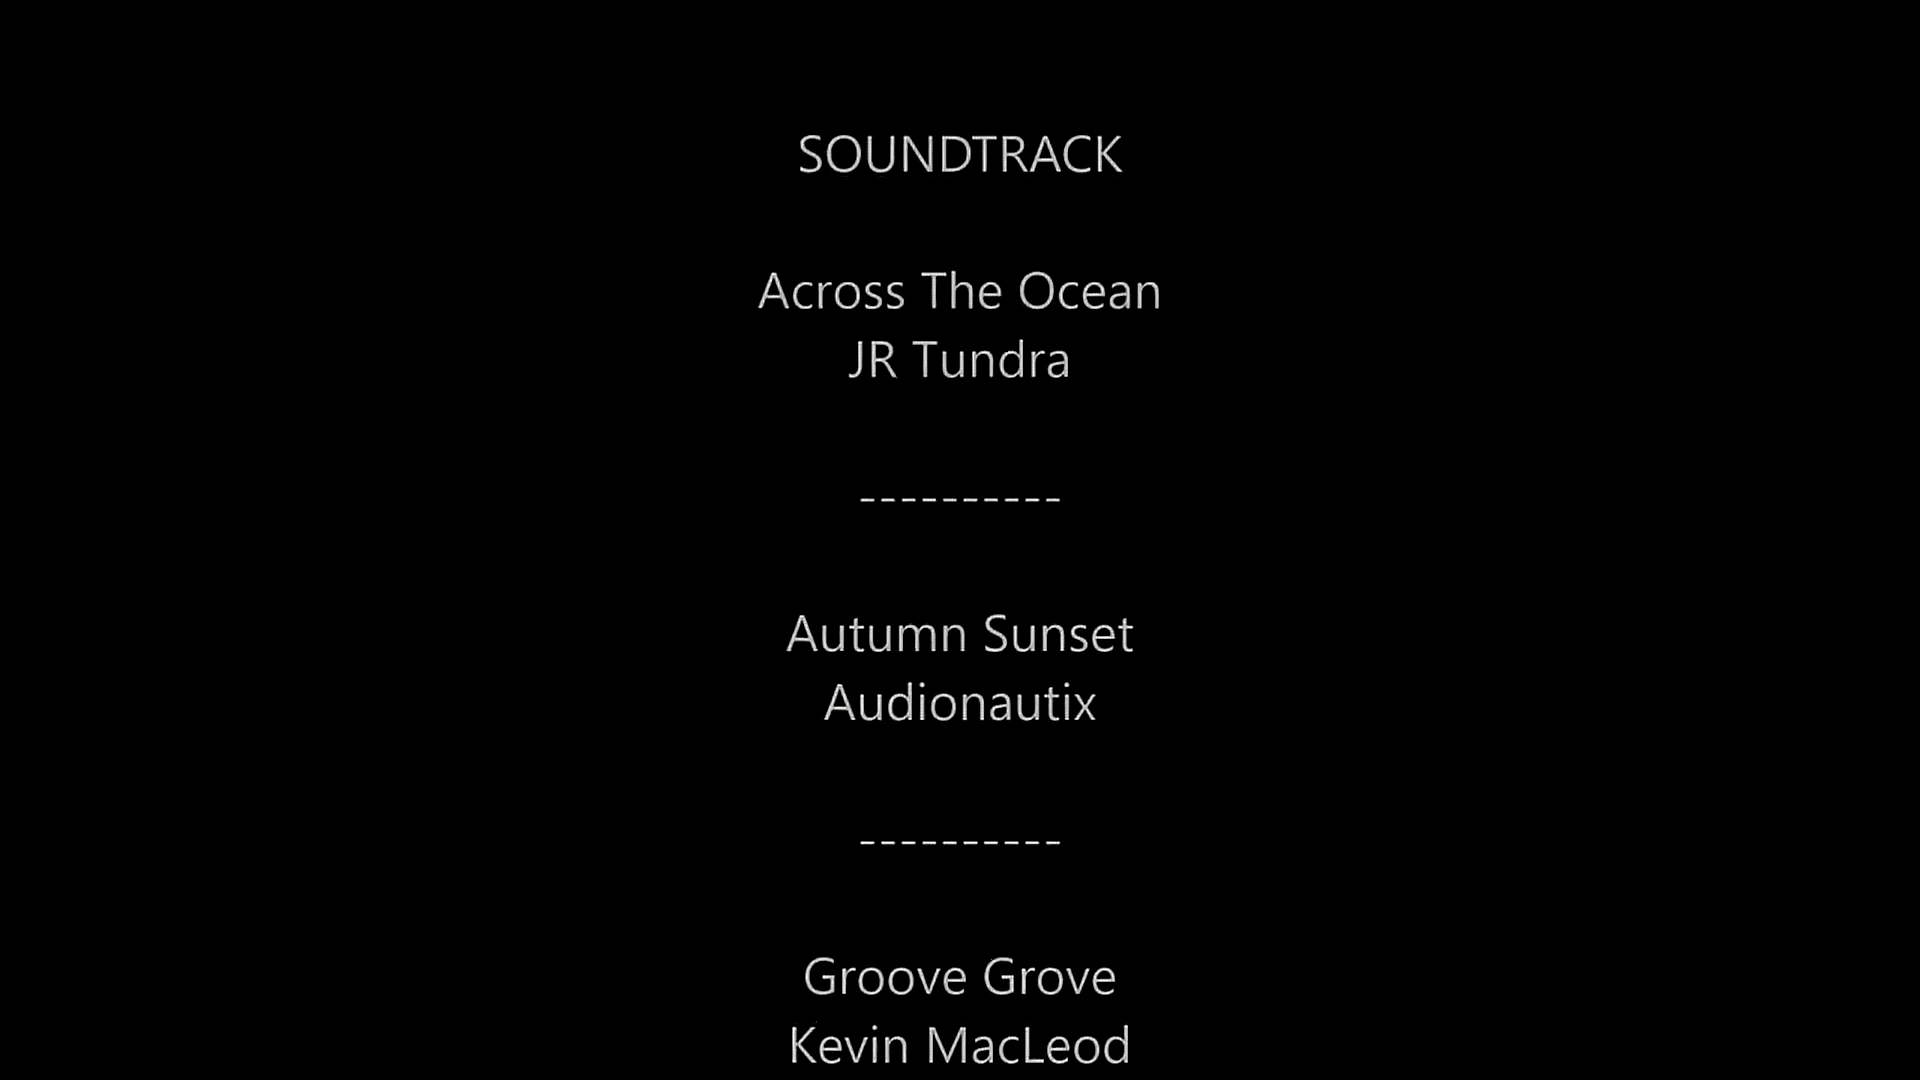 SOUNDTRACK
Across The Ocean
JR Tundra
----------
Autumn Sunset
Audionautix
----------
Groove Grove
Kevin MacLeod